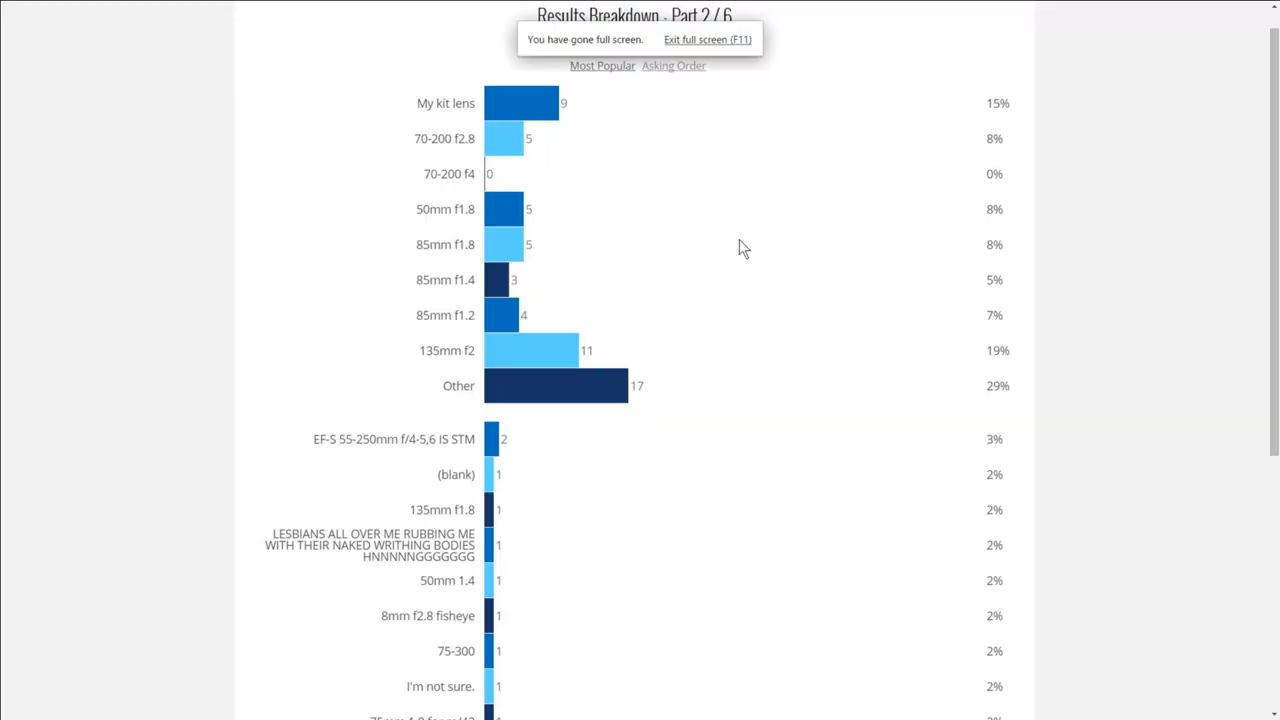 Results Breakdown - Part 2 / 6
You have gone full screen. Exit full screen (F11)
Most Popular Asking Order
My kit lens 9 15%
70-200 f2.8 5 8%
70-200 f4 0 0%
50mm f1.8 5 8%
85mm f1.8 5 8%
85mm f1.4 3 5%
85mm f1.2 4 7%
135mm f2 11 19%
Other 17 29%
EF-S 55-250mm f/4-5,6 IS STM 2 3%
(blank) 1 2%
135mm f1.8 1 2%
LESBIANS ALL OVER ME RUBBING ME
WITH THEIR NAKED WRITHING BODIES 1 2%
HNNNNNGGGGGGG
50mm 1.4 1 2%
8mm f2.8 fisheye 1 2%
75-300 1 2%
I'm not sure. 1 2%